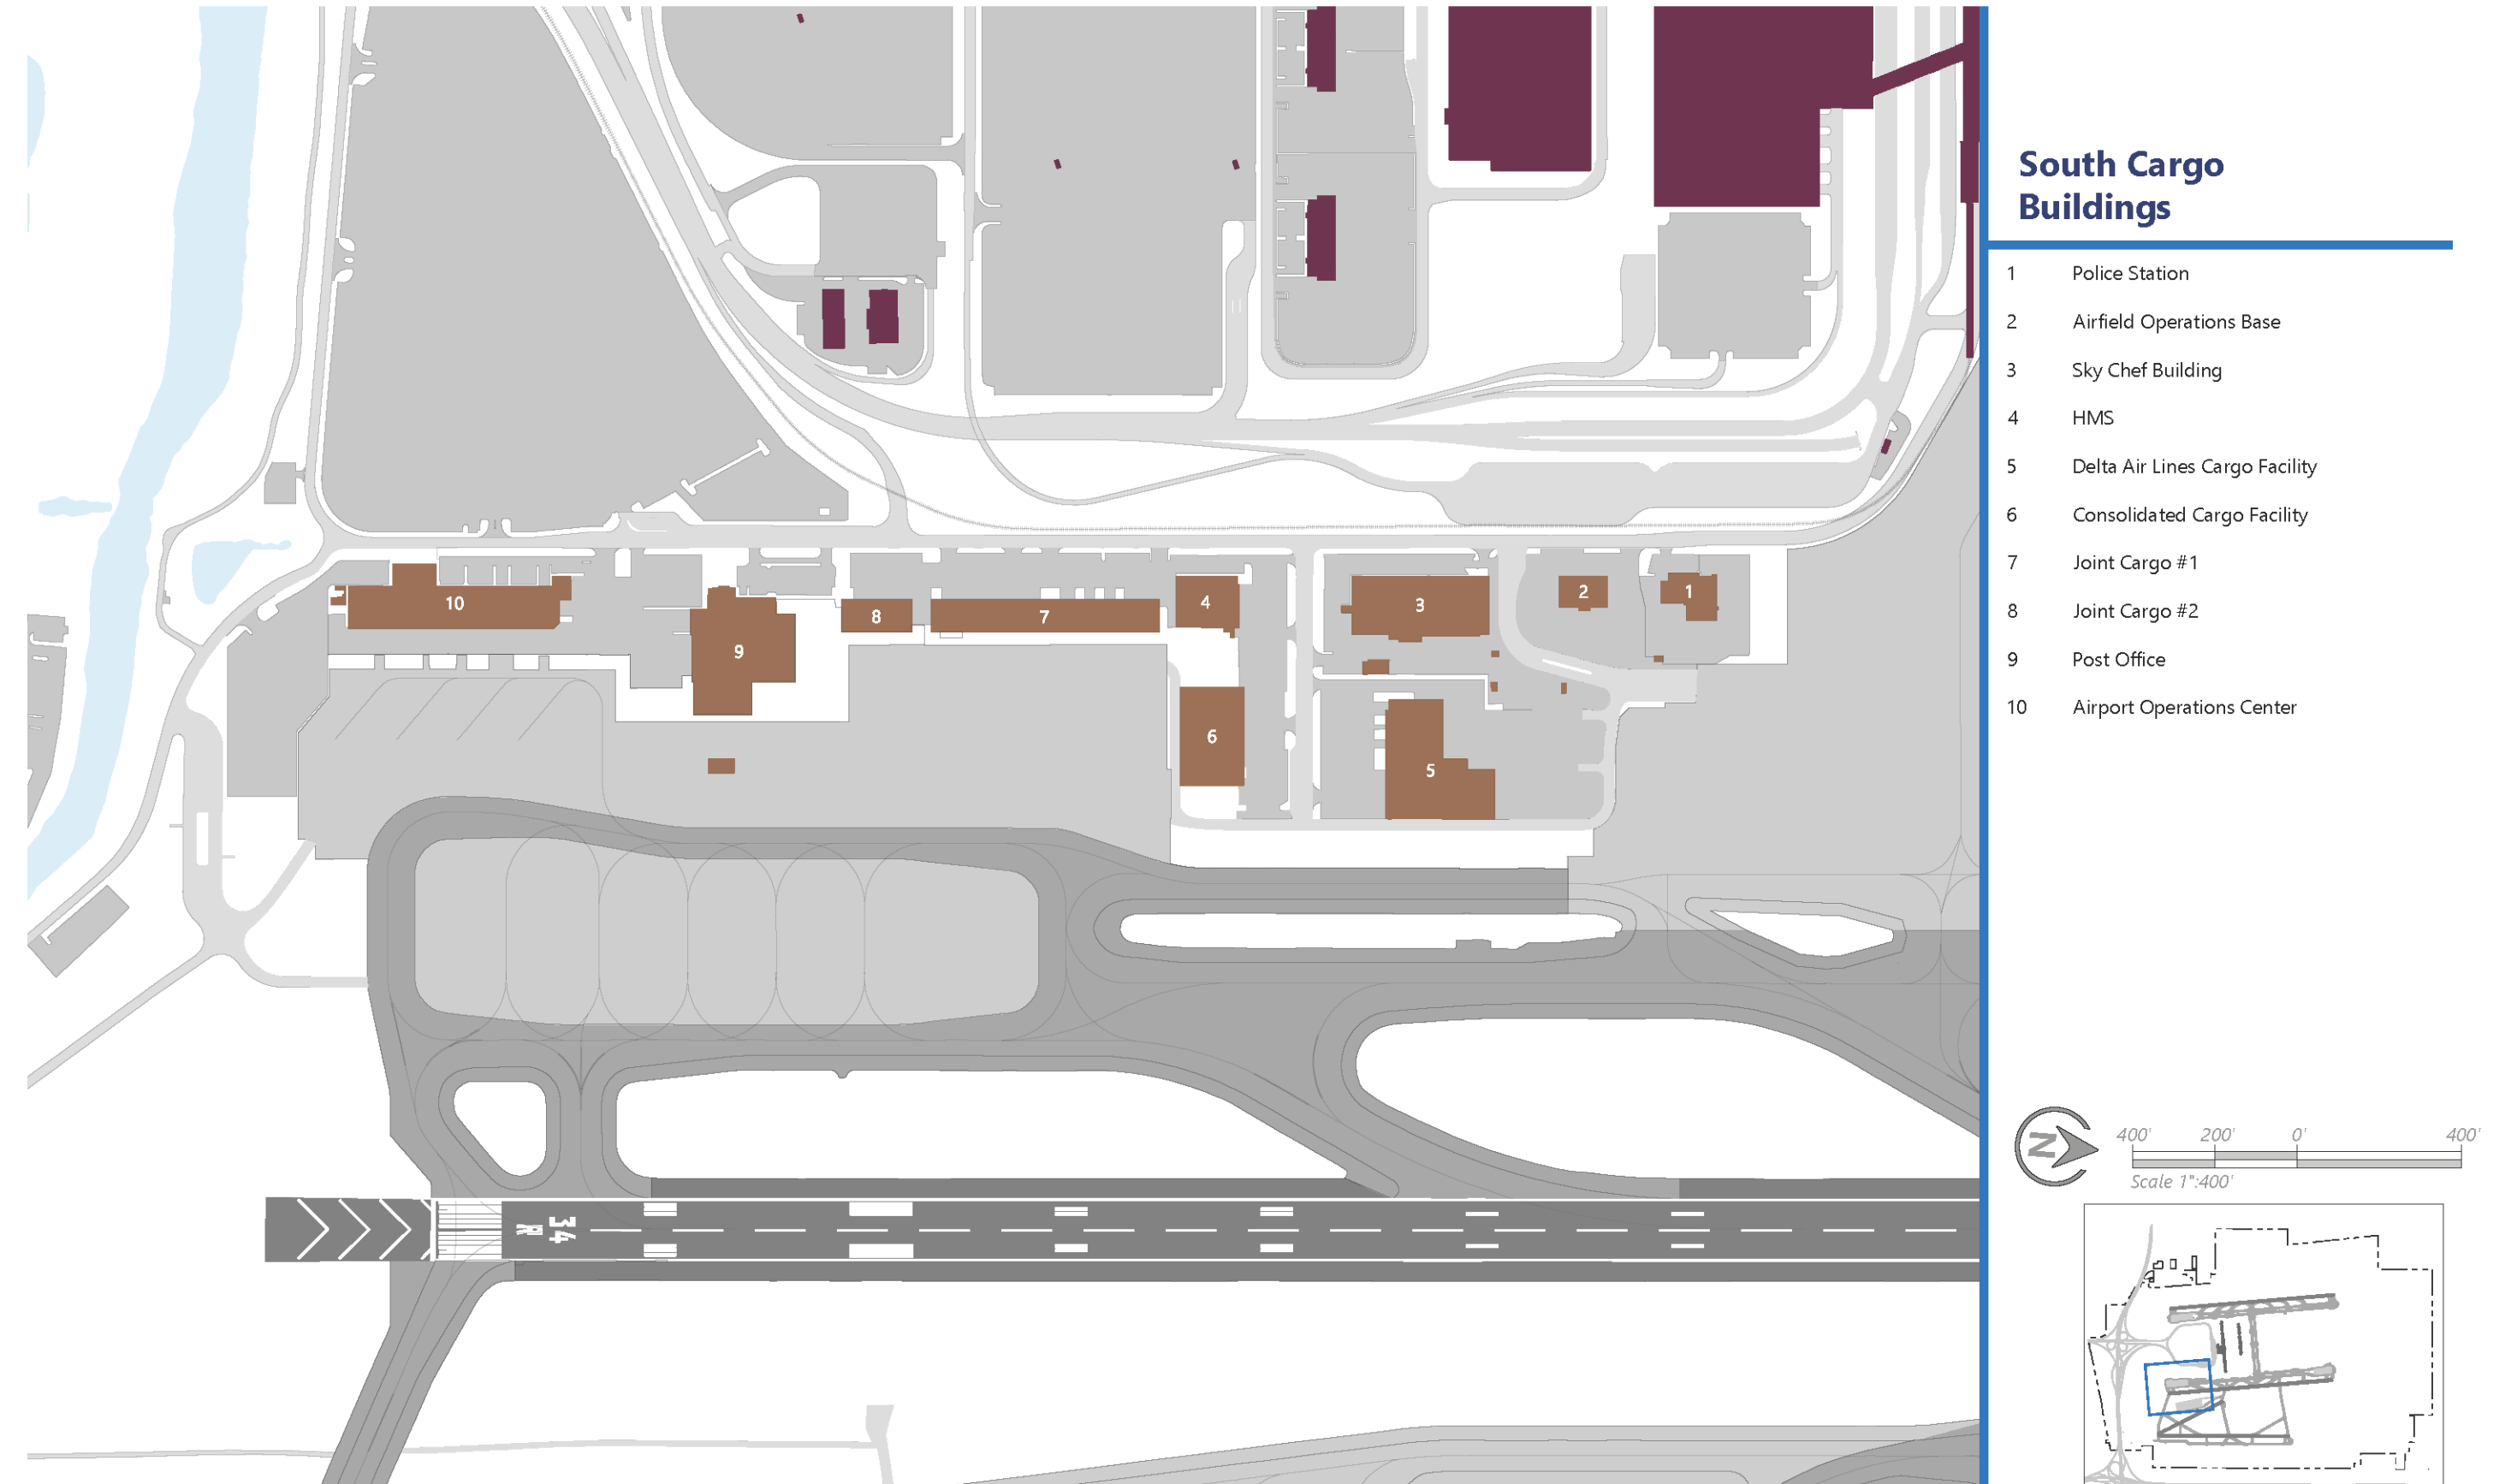 South Cargo
Buildings
1 Police Station
2 Airfield Operations Base
3 Sky Chef Building
4 HMS
5 Delta Air Lines Cargo Facility
6 Consolidated Cargo Facility
7 Joint Cargo #1
8 Joint Cargo #2
9 Post Office
10 Airport Operations Center
10
9
8
7
4
3
2
1
6
5
N
400' 200' 0' 400'
Scale 1":400'
34
R